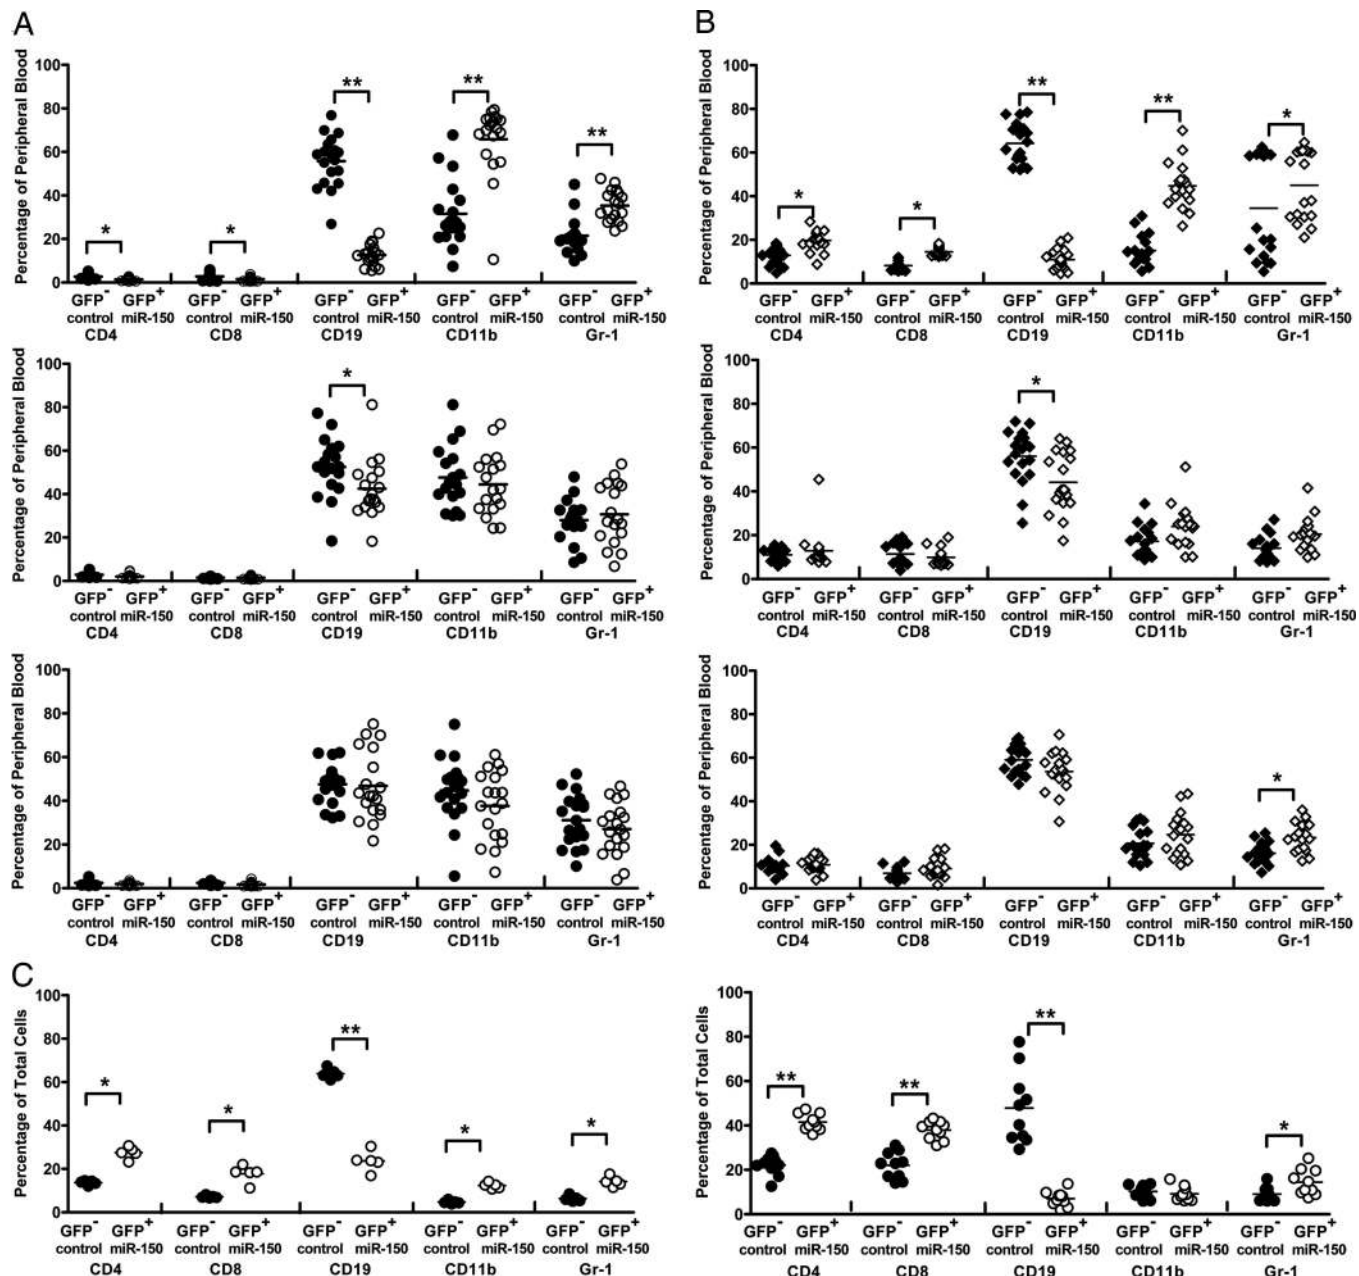 A
Percentage of Peripheral Blood
100
80
60
40
20
0
* * ** ** **
GFP- GFP+ GFP- GFP+ GFP- GFP+ GFP- GFP+ GFP- GFP+
control miR-150 control miR-150 control miR-150 control miR-150 control miR-150
CD4 CD8 CD19 CD11b Gr-1
Percentage of Peripheral Blood
100
80
60
40
20
0
*
GFP- GFP+ GFP- GFP+ GFP- GFP+ GFP- GFP+ GFP- GFP+
control miR-150 control miR-150 control miR-150 control miR-150 control miR-150
CD4 CD8 CD19 CD11b Gr-1
Percentage of Peripheral Blood
100
80
60
40
20
0
GFP- GFP+ GFP- GFP+ GFP- GFP+ GFP- GFP+ GFP- GFP+
control miR-150 control miR-150 control miR-150 control miR-150 control miR-150
CD4 CD8 CD19 CD11b Gr-1
B
Percentage of Peripheral Blood
100
80
60
40
20
0
* * ** ** *
GFP- GFP+ GFP- GFP+ GFP- GFP+ GFP- GFP+ GFP- GFP+
control miR-150 control miR-150 control miR-150 control miR-150 control miR-150
CD4 CD8 CD19 CD11b Gr-1
Percentage of Peripheral Blood
100
80
60
40
20
0
*
GFP- GFP+ GFP- GFP+ GFP- GFP+ GFP- GFP+ GFP- GFP+
control miR-150 control miR-150 control miR-150 control miR-150 control miR-150
CD4 CD8 CD19 CD11b Gr-1
Percentage of Peripheral Blood
100
80
60
40
20
0
*
GFP- GFP+ GFP- GFP+ GFP- GFP+ GFP- GFP+ GFP- GFP+
control miR-150 control miR-150 control miR-150 control miR-150 control miR-150
CD4 CD8 CD19 CD11b Gr-1
C
Percentage of Total Cells
100
80
60
40
20
0
* * ** * *
GFP- GFP+ GFP- GFP+ GFP- GFP+ GFP- GFP+ GFP- GFP+
control miR-150 control miR-150 control miR-150 control miR-150 control miR-150
CD4 CD8 CD19 CD11b Gr-1
Percentage of Total Cells
100
80
60
40
20
0
** ** ** *
GFP- GFP+ GFP- GFP+ GFP- GFP+ GFP- GFP+ GFP- GFP+
control miR-150 control miR-150 control miR-150 control miR-150 control miR-150
CD4 CD8 CD19 CD11b Gr-1